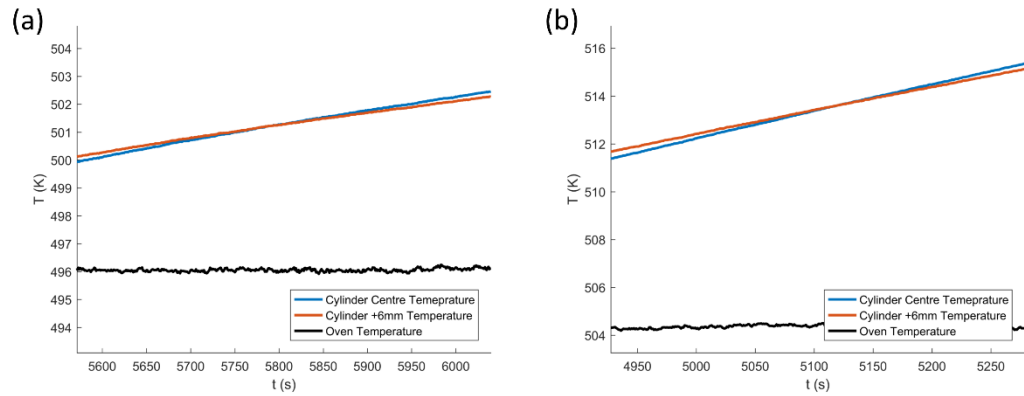 (a)
504
503
502
501
500
499
498
497
496
495
494
T (K)
5600 5650 5700 5750 5800 5850 5900 5950 6000
t (s)
Cylinder Centre Temeprature
Cylinder +6mm Temperature
Oven Temperature
(b)
516
514
512
510
508
506
504
T (K)
4950 5000 5050 5100 5150 5200 5250
t (s)
Cylinder Centre Temeprature
Cylinder +6mm Temperature
Oven Temperature